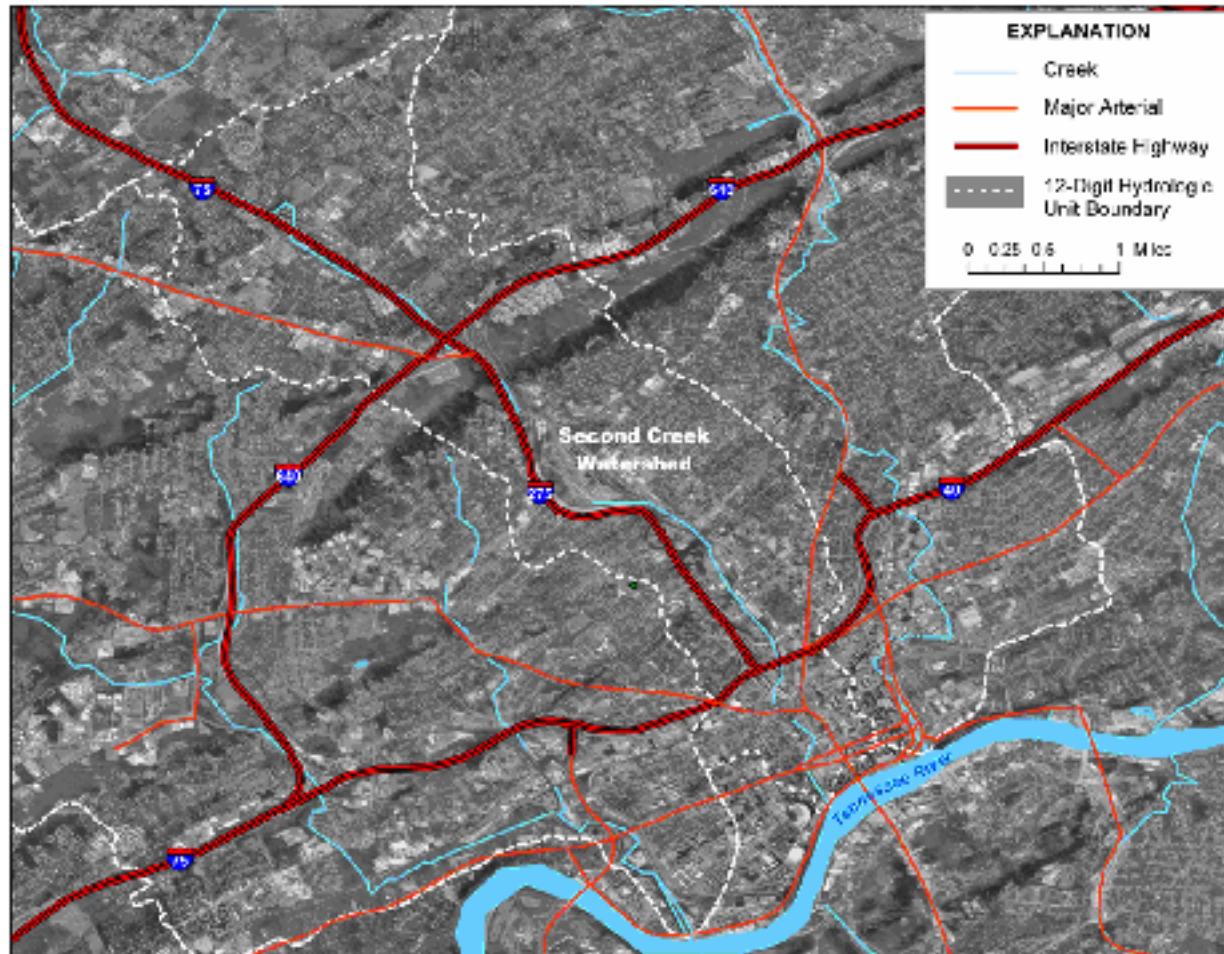 EXPLANATION
Creek
Major Arterial
Interstate Highway
12-Digit Hydrologic
Unit Boundary
0 0.25 0.5 1 Miles
75
640
640
Second Creek
Watershed
275
40
Tennessee River
75